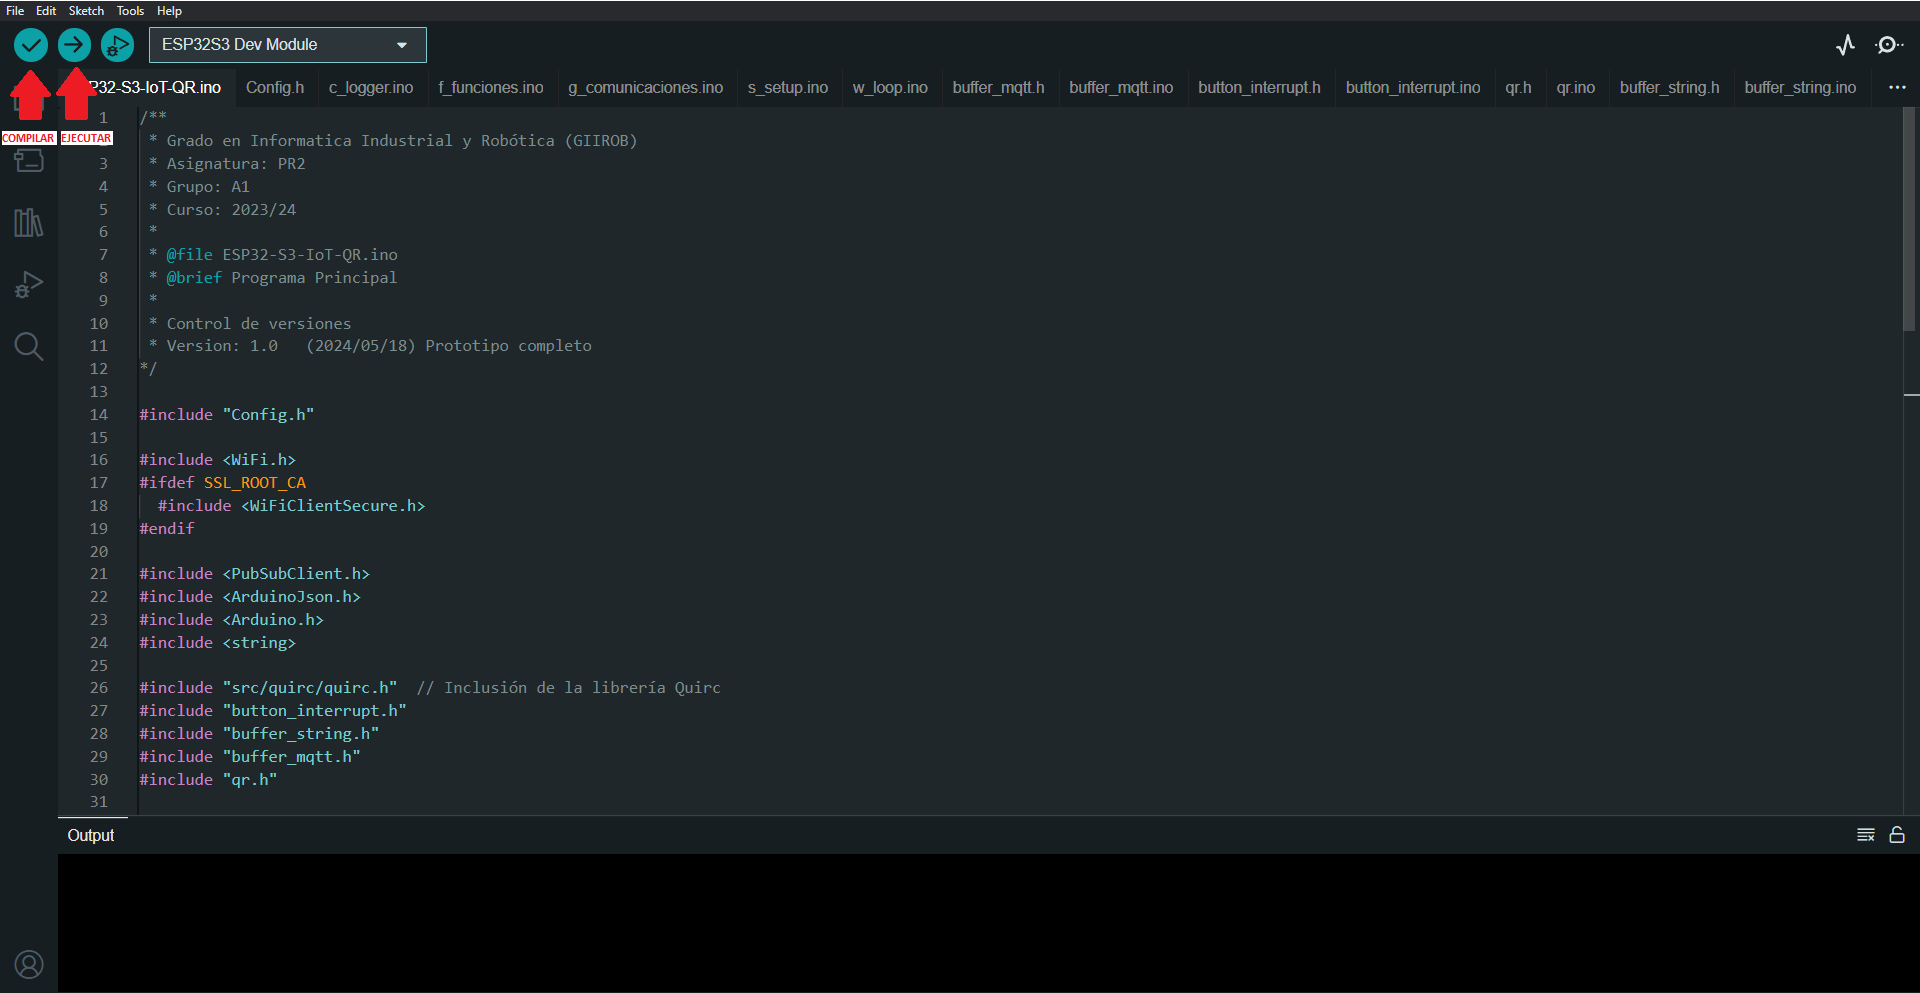 File Edit Sketch Tools Help
ESP32S3 Dev Module
P32-S3-IoT-QR.ino Config.h c_logger.ino f_funciones.ino g_comunicaciones.ino s_setup.ino w_loop.ino buffer_mqtt.h buffer_mqtt.ino button_interrupt.h button_interrupt.ino qr.h qr.ino buffer_string.h buffer_string.ino ...
COMPILAR EJECUTAR
1 /**
* Grado en Informatica Industrial y Robótica (GIIROB)
3 * Asignatura: PR2
4 * Grupo: A1
5 * Curso: 2023/24
6 *
7 * @file ESP32-S3-IoT-QR.ino
8 * @brief Programa Principal
9 *
10 * Control de versiones
11 * Version: 1.0 (2024/05/18) Prototipo completo
12 */
13
14 #include "Config.h"
15
16 #include <WiFi.h>
17 #ifdef SSL_ROOT_CA
18 #include <WiFiClientSecure.h>
19 #endif
20
21 #include <PubSubClient.h>
22 #include <ArduinoJson.h>
23 #include <Arduino.h>
24 #include <string>
25
26 #include "src/quirc/quirc.h" // Inclusión de la librería Quirc
27 #include "button_interrupt.h"
28 #include "buffer_string.h"
29 #include "buffer_mqtt.h"
30 #include "qr.h"
31
Output